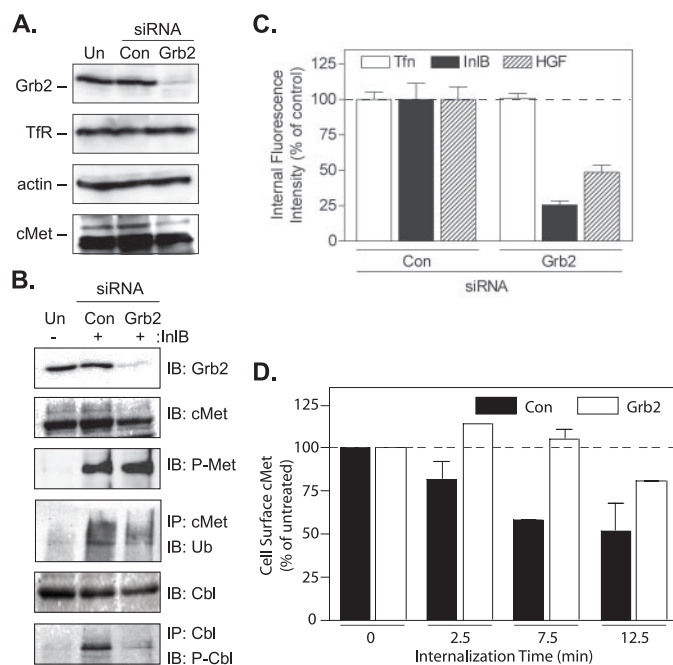 A.
siRNA
Un Con Grb2
Grb2 –
TfR –
actin –
cMet –
B.
siRNA
Un Con Grb2
- + + :InlB
IB: Grb2
IB: cMet
IB: P-Met
IP: cMet
IB: Ub
IB: Cbl
IP: Cbl
IB: P-Cbl
C.
Tfn InlB HGF
Internal Fluorescence
Intensity (% of control)
125
100
75
50
25
0
Con Grb2
siRNA
D.
Con Grb2
Cell Surface cMet
(% of untreated)
125
100
75
50
25
0
0 2.5 7.5 12.5
Internalization Time (min)